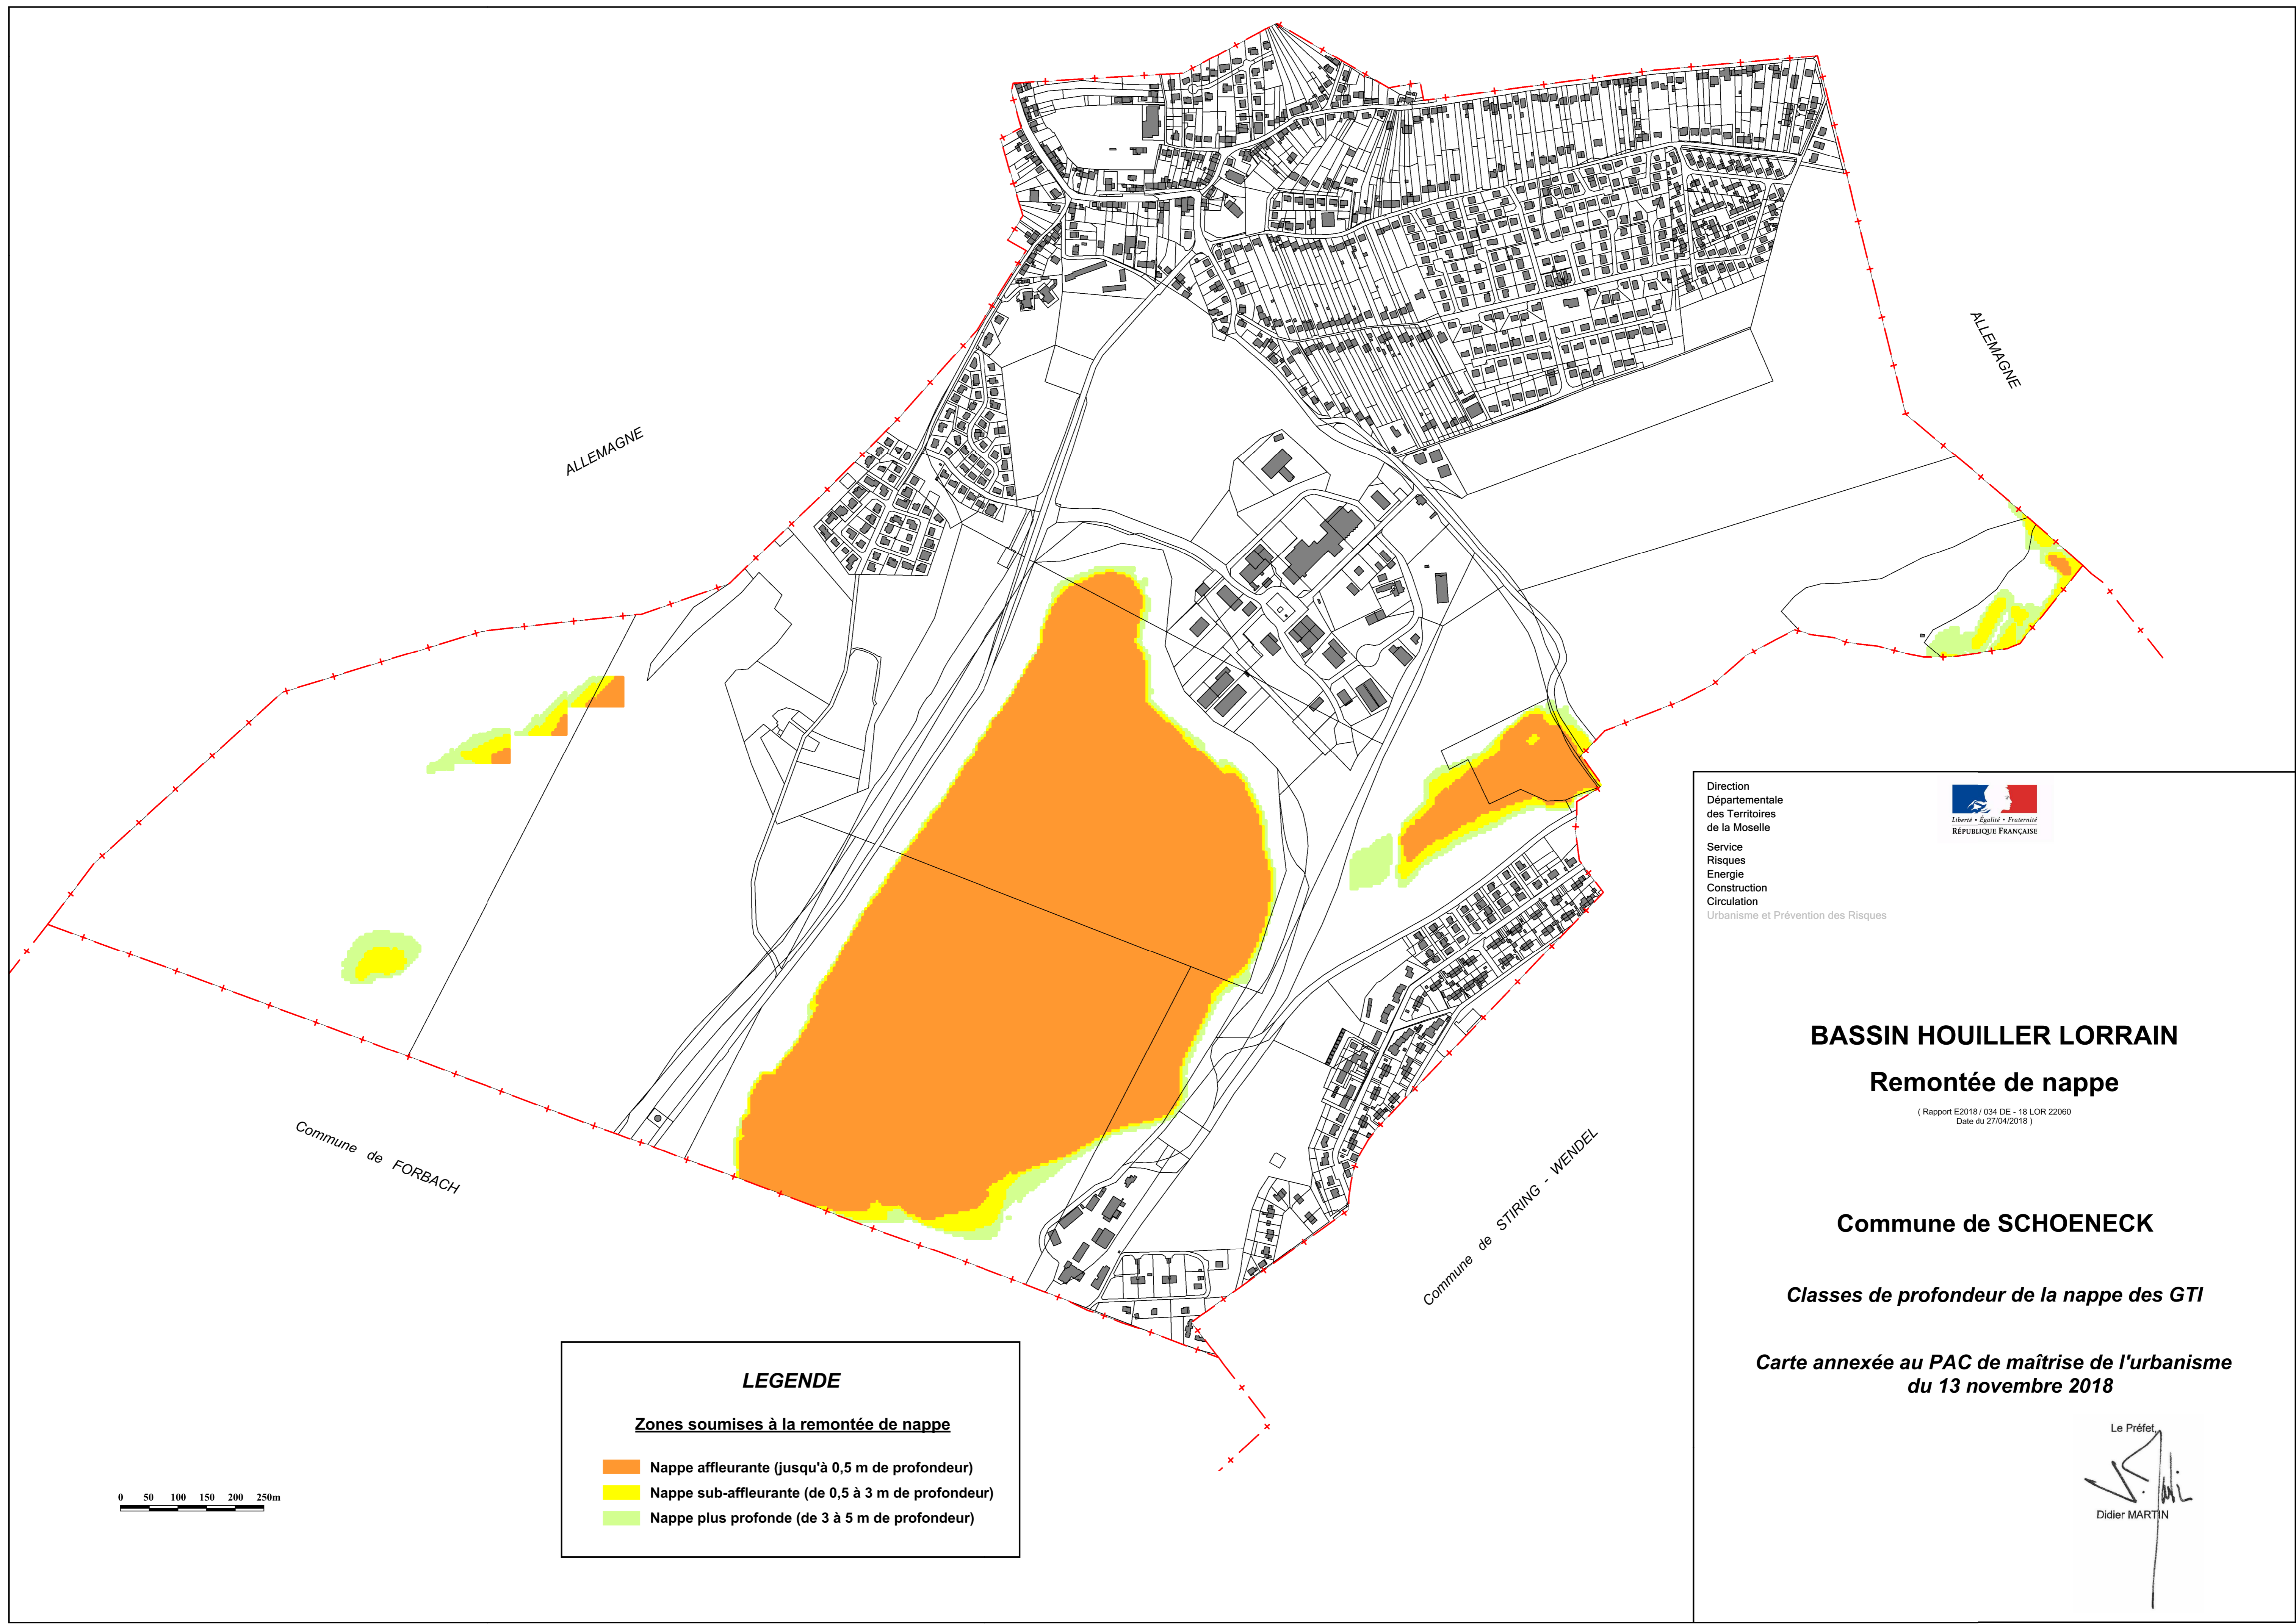 ALLEMAGNE
ALLEMAGNE
Commune de FORBACH
Commune de STIRING - WENDEL
Direction
Départementale
des Territoires
de la Moselle
Service
Risques
Energie
Construction
Circulation
Urbanisme et Prévention des Risques
Liberté • Égalité • Fraternité
RÉPUBLIQUE FRANÇAISE
BASSIN HOUILLER LORRAIN
Remontée de nappe
( Rapport E2018 / 034 DE - 18 LOR 22060
Date du 27/04/2018 )
Commune de SCHOENECK
Classes de profondeur de la nappe des GTI
Carte annexée au PAC de maîtrise de l'urbanisme
du 13 novembre 2018
Le Préfet,
Didier MARTIN
LEGENDE
Zones soumises à la remontée de nappe
Nappe affleurante (jusqu'à 0,5 m de profondeur)
Nappe sub-affleurante (de 0,5 à 3 m de profondeur)
Nappe plus profonde (de 3 à 5 m de profondeur)
0 50 100 150 200 250m